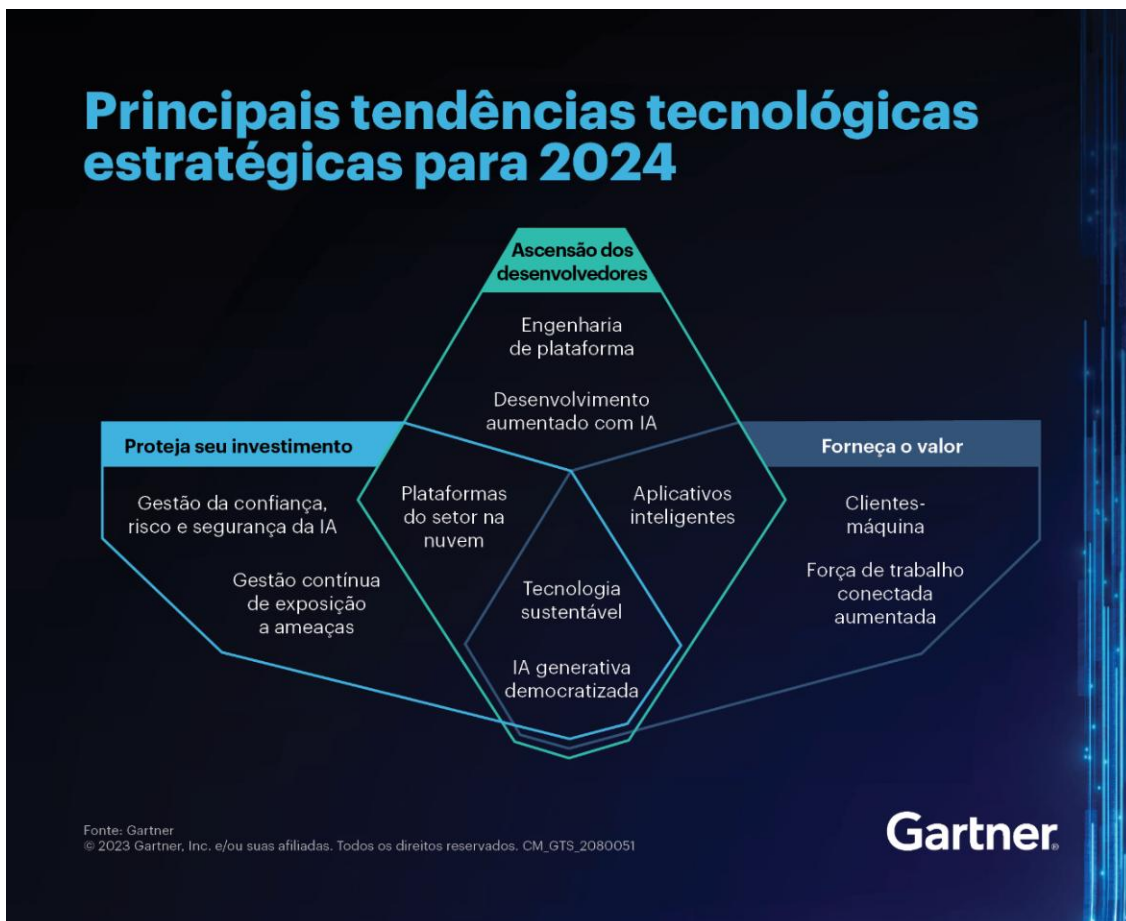 Principais tendências tecnológicas
estratégicas para 2024
Ascensão dos
desenvolvedores
Engenharia
de plataforma
Desenvolvimento
aumentado com IA
Proteja seu investimento
Gestão da confiança,
risco e segurança da IA
Gestão contínua
de exposição
a ameaças
Plataformas
do setor na
nuvem
Tecnologia
sustentável
IA generativa
democratizada
Aplicativos
inteligentes
Forneça o valor
Clientes-
máquina
Força de trabalho
conectada
aumentada
Fonte: Gartner
© 2023 Gartner, Inc. e/ou suas afiliadas. Todos os direitos reservados. CM_GTS_2080051
Gartner®